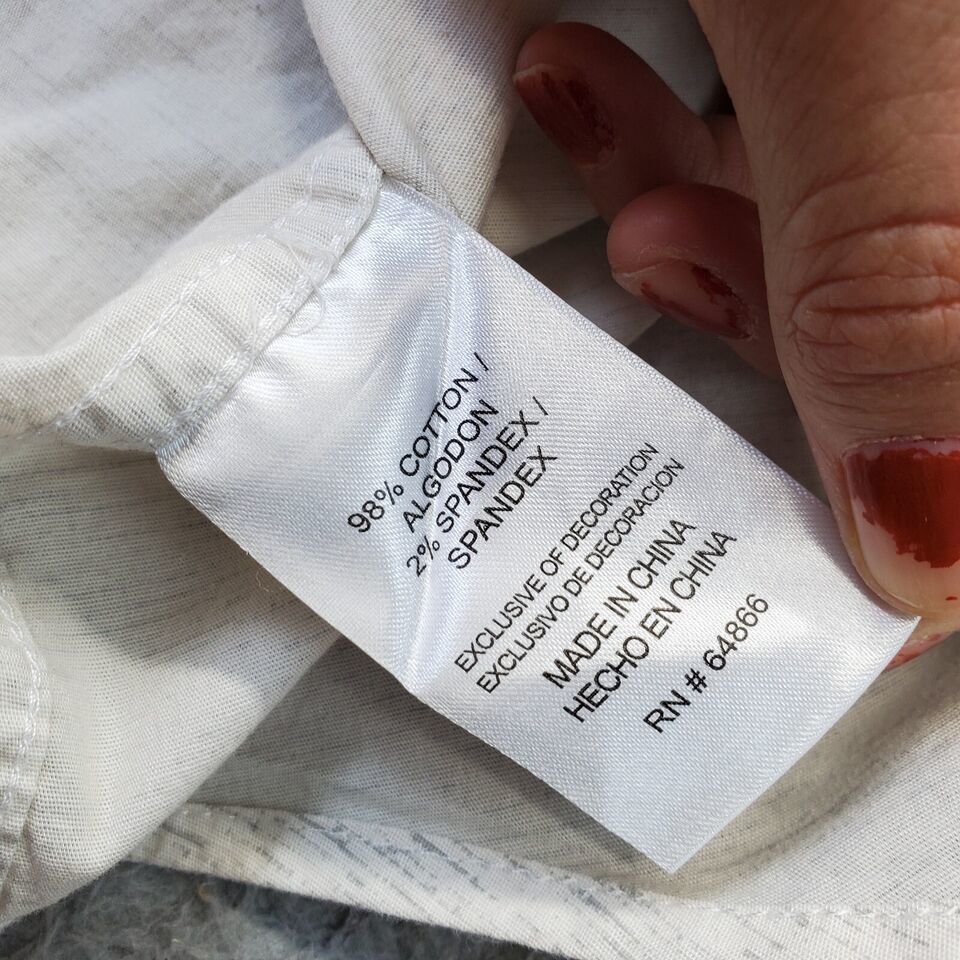 98% COTTON /
ALGODON
2% SPANDEX /
SPANDEX
EXCLUSIVE OF DECORATION
EXCLUSIVO DE DECORACION
MADE IN CHINA
HECHO EN CHINA
RN # 64866